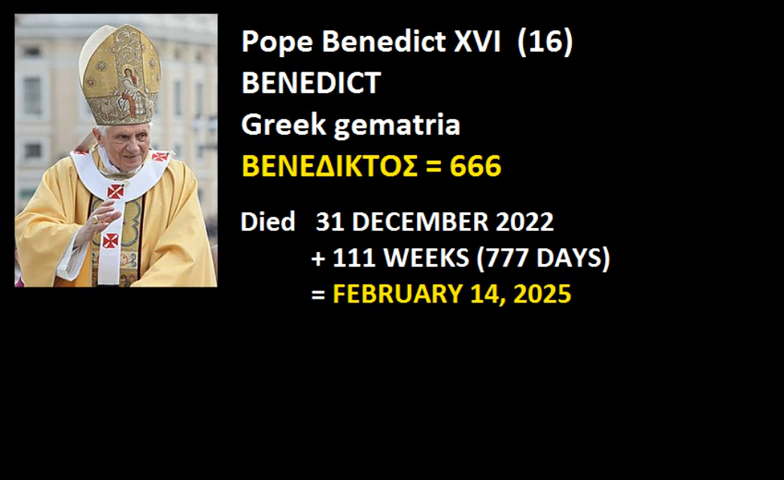 Pope Benedict XVI (16)
BENEDICT
Greek gematria
ΒΕΝΕΔΙΚΤΟΣ = 666
Died 31 DECEMBER 2022
+ 111 WEEKS (777 DAYS)
= FEBRUARY 14, 2025